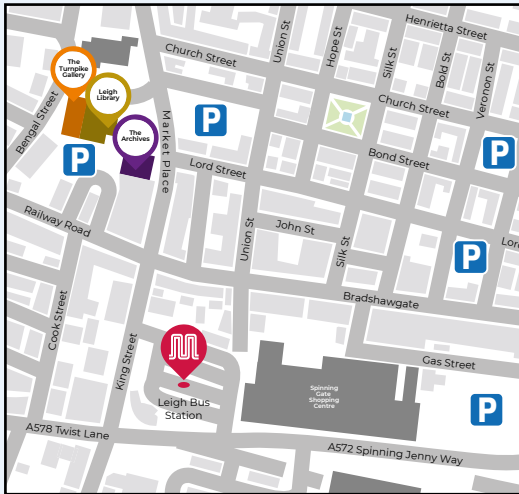 Henrietta Street
Church Street
Union St
Hope St
Silk St
Bold St
Veronon St
The
Turnpike
Gallery
Leigh
Library
The
Archives
Bengal Street
Market Place
P
P
P
Church Street
Bond Street
Lord Street
Railway Road
Union St
John St
Silk St
Lor
P
Bradshawgate
Cook Street
King Street
M
Gas Street
Leigh Bus
Station
Spinning
Gate
Shopping
Centre
P
A578 Twist Lane
A572 Spinning Jenny Way